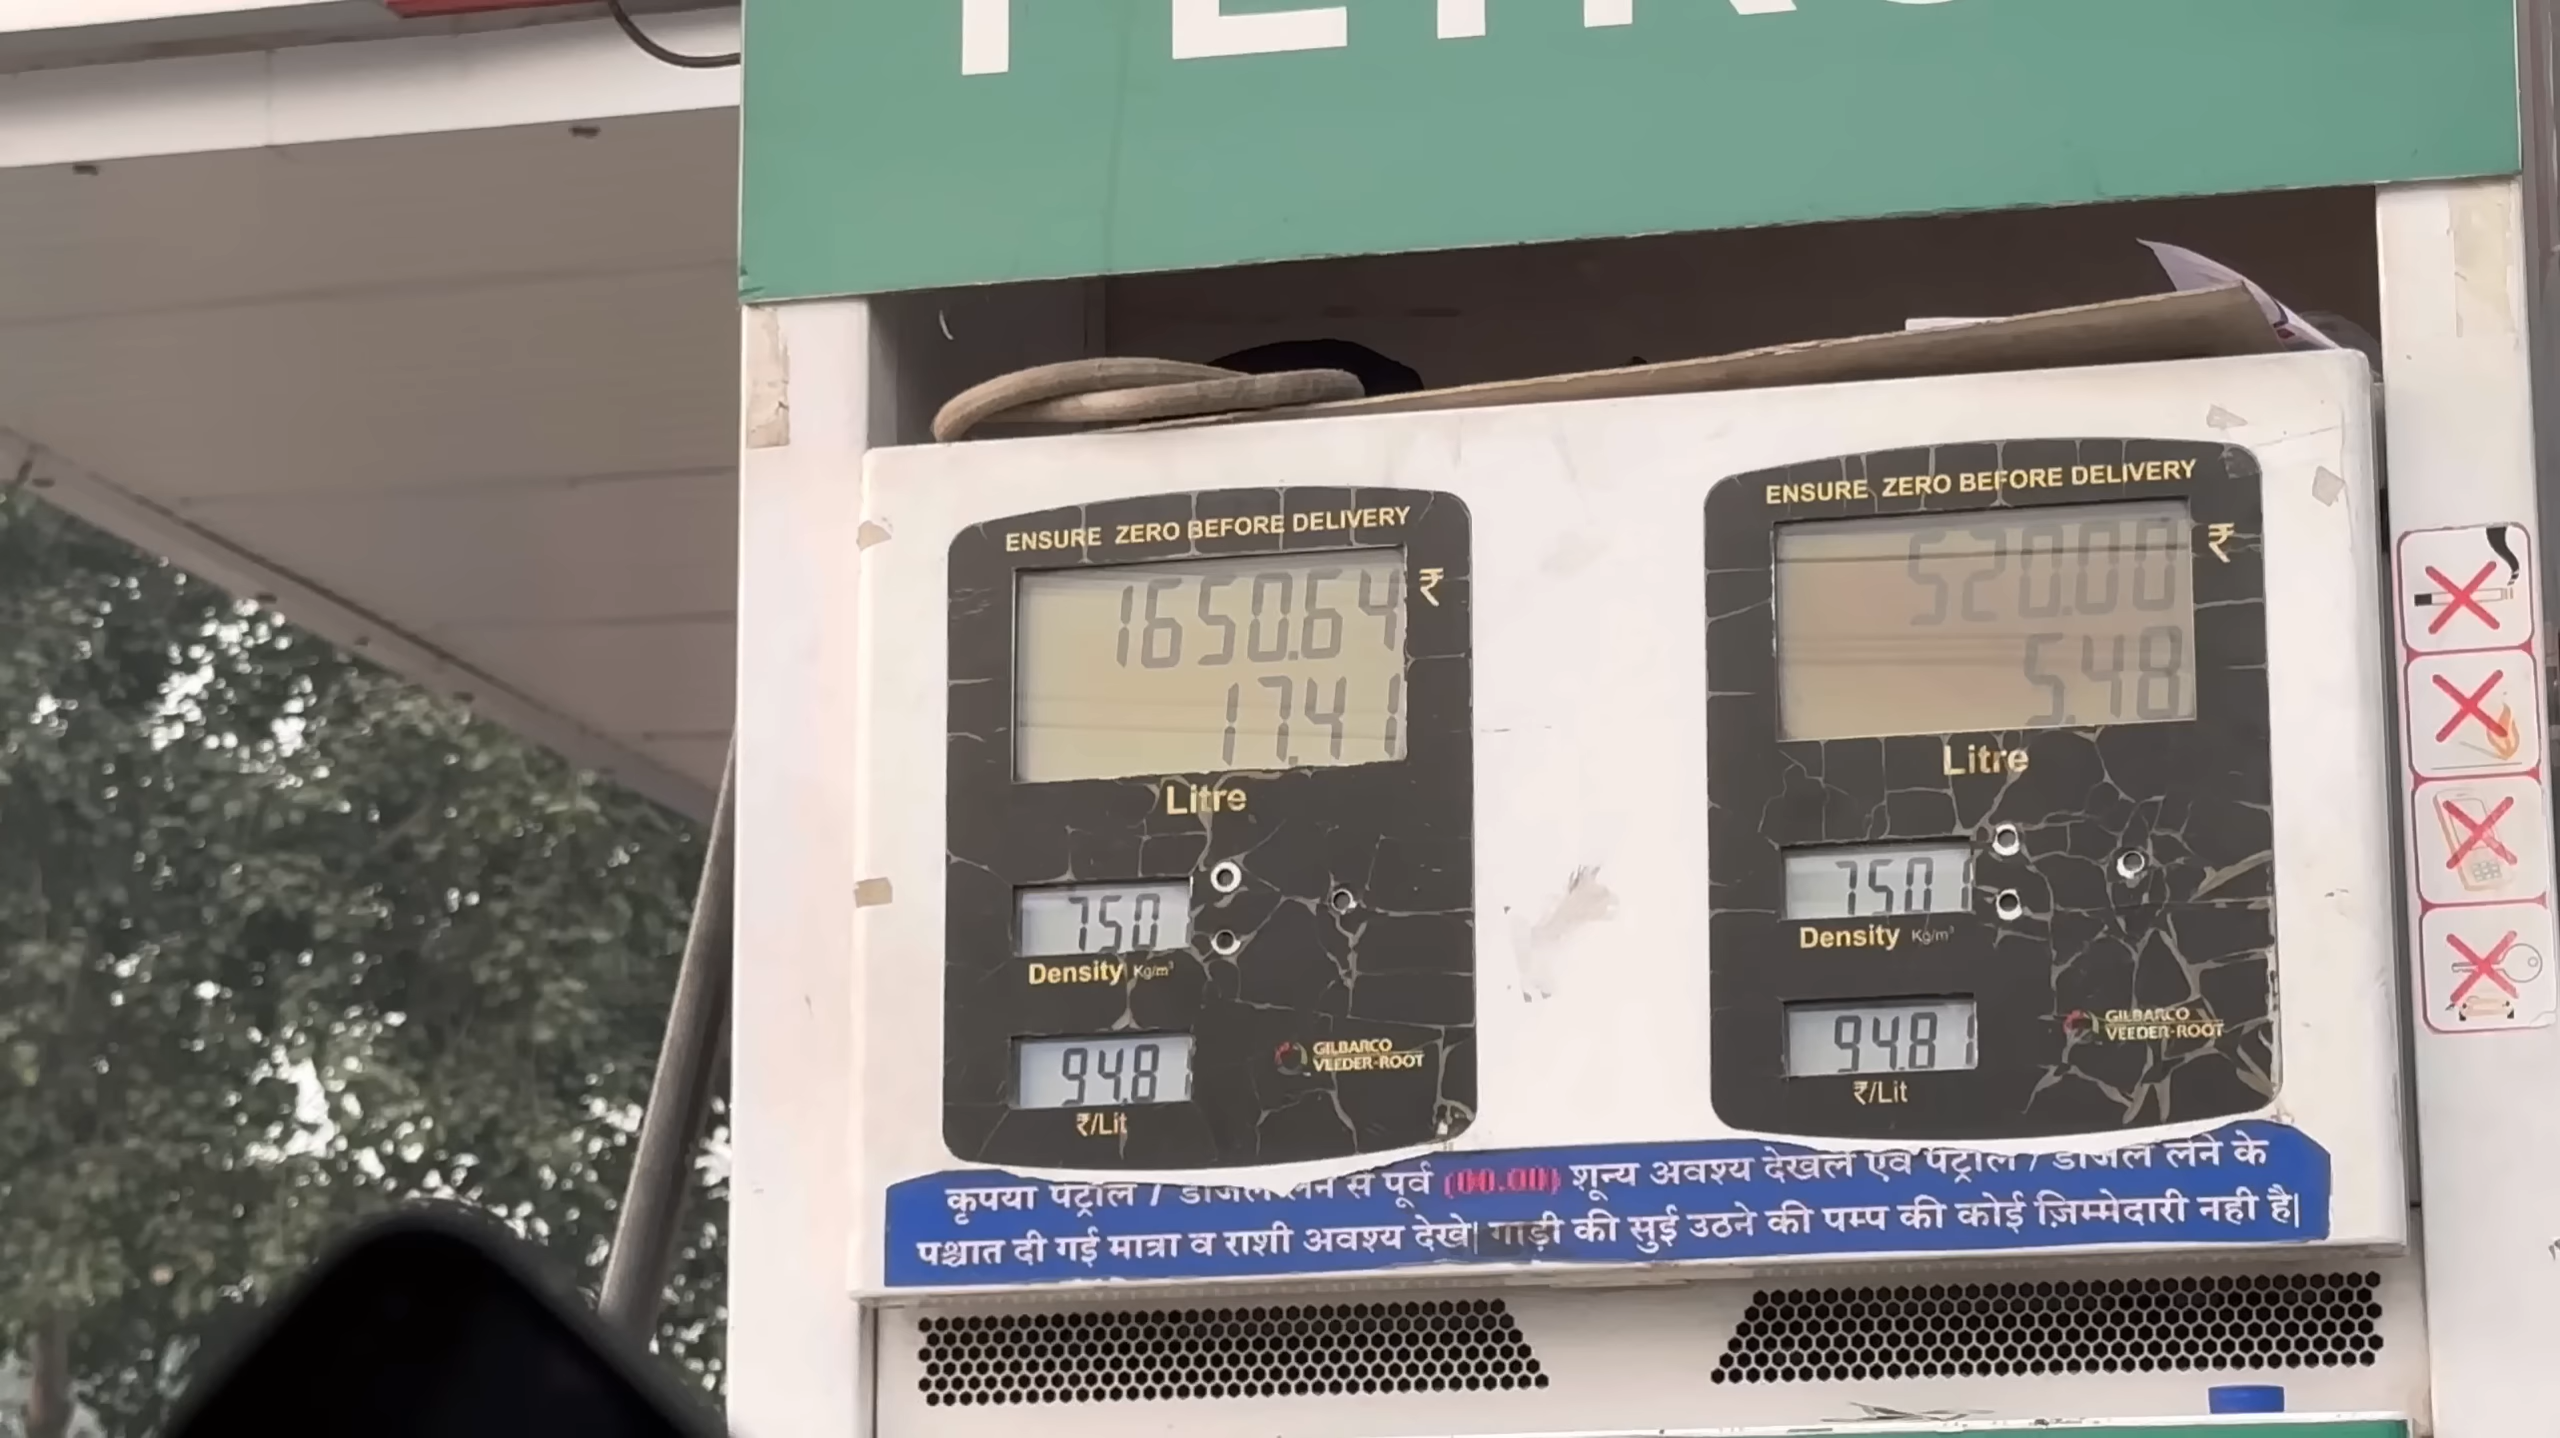 PETRO
ENSURE ZERO BEFORE DELIVERY
1650.64 ₹
17.41
Litre
750
Density Kg/m³
94.81
₹/Lit
GILBARCO
VEEDER-ROOT
ENSURE ZERO BEFORE DELIVERY
520.00 ₹
5.48
Litre
750
Density Kg/m³
94.81
₹/Lit
GILBARCO
VEEDER-ROOT
कृपया पेट्रोल / डीजल लेने से पूर्व (00.00) शून्य अवश्य देखलें एवं पेट्रोल / डीजल लेने के
पश्चात दी गई मात्रा व राशी अवश्य देखे| गाड़ी की सुई उठने की पम्प की कोई ज़िम्मेदारी नही है|